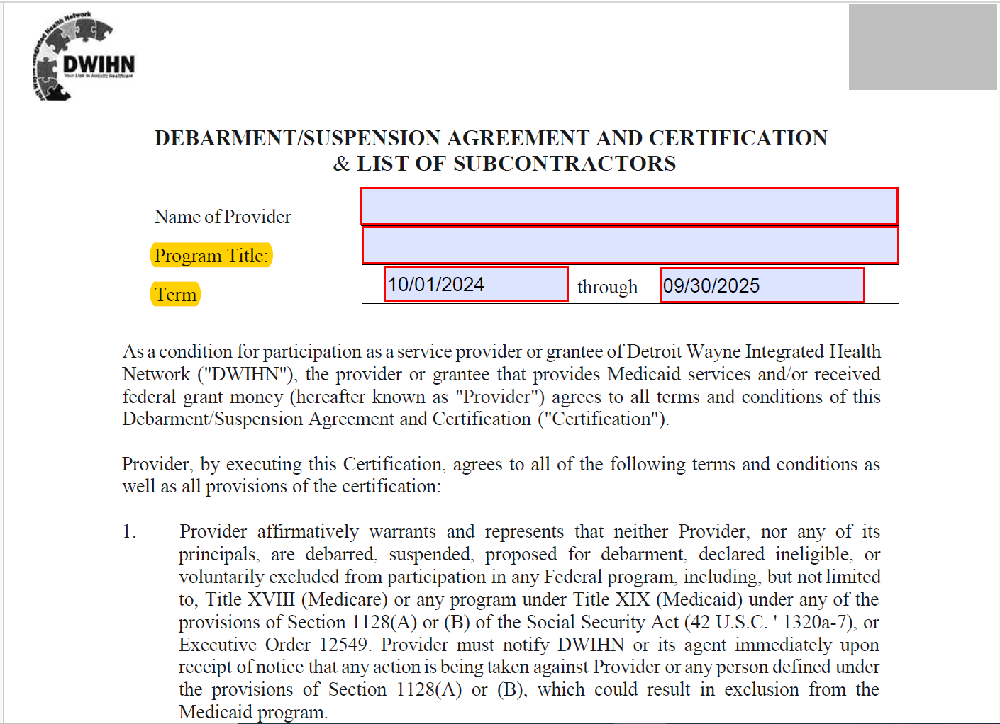 DWIHN
Your Link to Holistic Healthcare
DEBARMENT/SUSPENSION AGREEMENT AND CERTIFICATION
& LIST OF SUBCONTRACTORS
Name of Provider
Program Title:
Term 10/01/2024 through 09/30/2025
As a condition for participation as a service provider or grantee of Detroit Wayne Integrated Health
Network ("DWIHN"), the provider or grantee that provides Medicaid services and/or received
federal grant money (hereafter known as "Provider") agrees to all terms and conditions of this
Debarment/Suspension Agreement and Certification ("Certification").
Provider, by executing this Certification, agrees to all of the following terms and conditions as
well as all provisions of the certification:
1. Provider affirmatively warrants and represents that neither Provider, nor any of its
principals, are debarred, suspended, proposed for debarment, declared ineligible, or
voluntarily excluded from participation in any Federal program, including, but not limited
to, Title XVIII (Medicare) or any program under Title XIX (Medicaid) under any of the
provisions of Section 1128(A) or (B) of the Social Security Act (42 U.S.C. ' 1320a-7), or
Executive Order 12549. Provider must notify DWIHN or its agent immediately upon
receipt of notice that any action is being taken against Provider or any person defined under
the provisions of Section 1128(A) or (B), which could result in exclusion from the
Medicaid program.